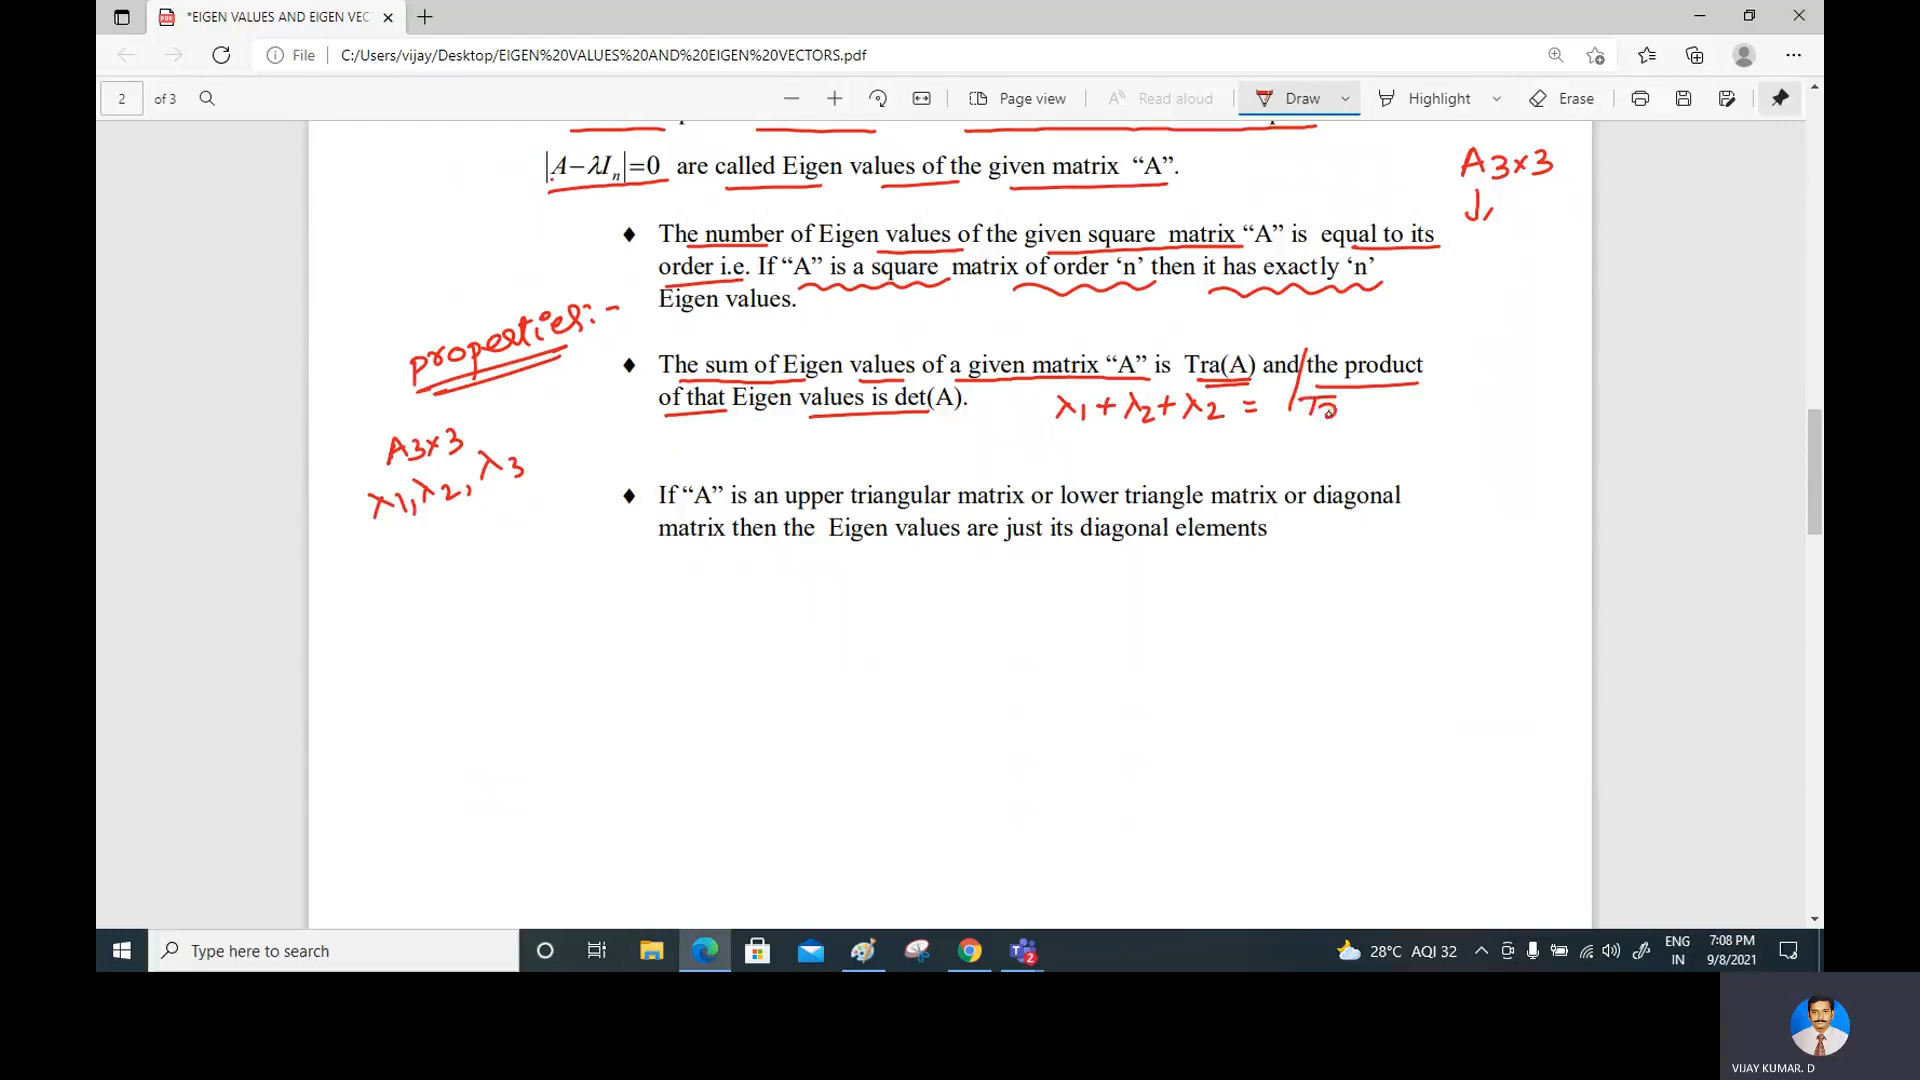 *EIGEN VALUES AND EIGEN VEC
File C:/Users/vijay/Desktop/EIGEN%20VALUES%20AND%20EIGEN%20VECTORS.pdf
2 of 3 Page view Read aloud Draw Highlight Erase
|A−λIₙ|=0 are called Eigen values of the given matrix “A”.
A 3×3
♦ The number of Eigen values of the given square matrix “A” is equal to its
order i.e. If “A” is a square matrix of order ‘n’ then it has exactly ‘n’
Eigen values.
properties:-
♦ The sum of Eigen values of a given matrix “A” is Tra(A) and the product
of that Eigen values is det(A).
λ1 + λ2 + λ2 =
A3×3
λ1, λ2, λ3
♦ If “A” is an upper triangular matrix or lower triangle matrix or diagonal
matrix then the Eigen values are just its diagonal elements
Type here to search
2
28°C AQI 32
ENG
IN
7:08 PM
9/8/2021
VIJAY KUMAR. D